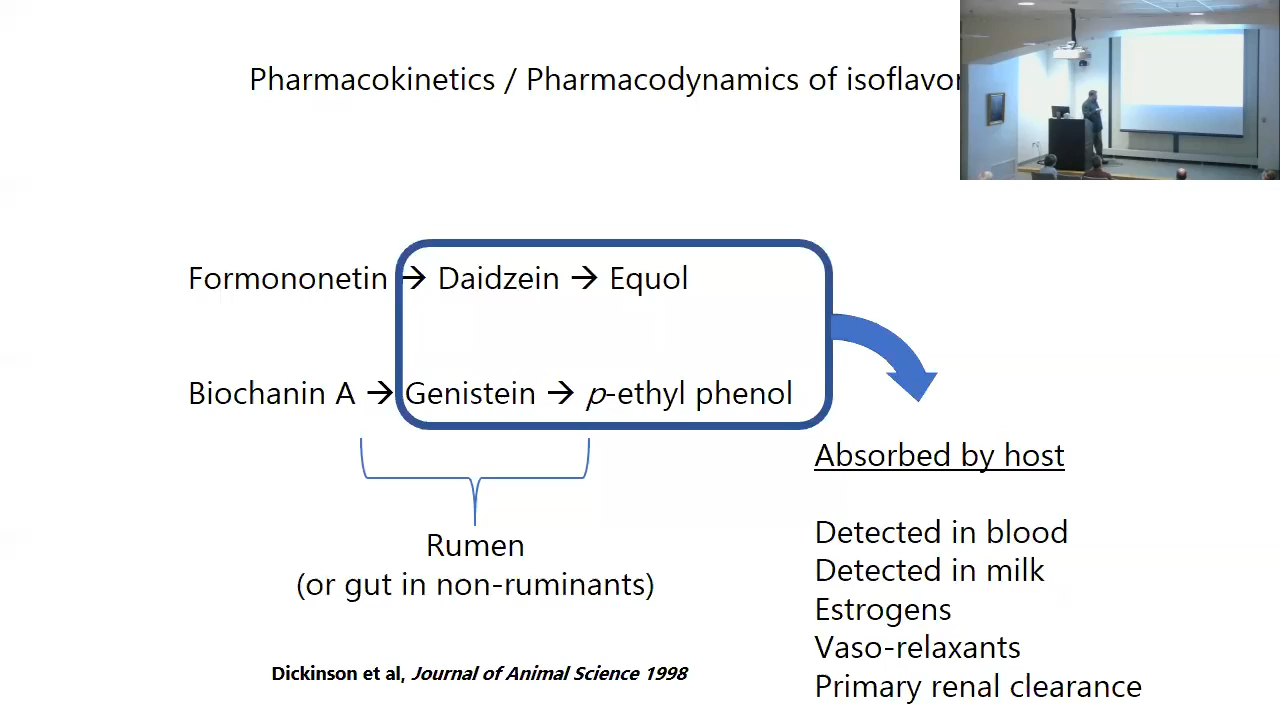 Pharmacokinetics / Pharmacodynamics of
Formononetin → Daidzein → Equol
Biochanin A → Genistein → p-ethyl phenol
Absorbed by host
Detected in blood
Detected in milk
Estrogens
Vaso-relaxants
Primary renal clearance
Rumen
(or gut in non-ruminants)
Dickinson et al, Journal of Animal Science 1998